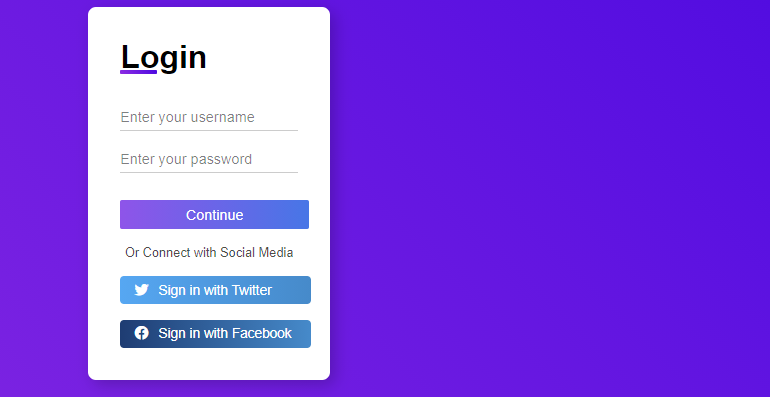 Login
Enter your username
Enter your password
Continue
Or Connect with Social Media
Sign in with Twitter
Sign in with Facebook